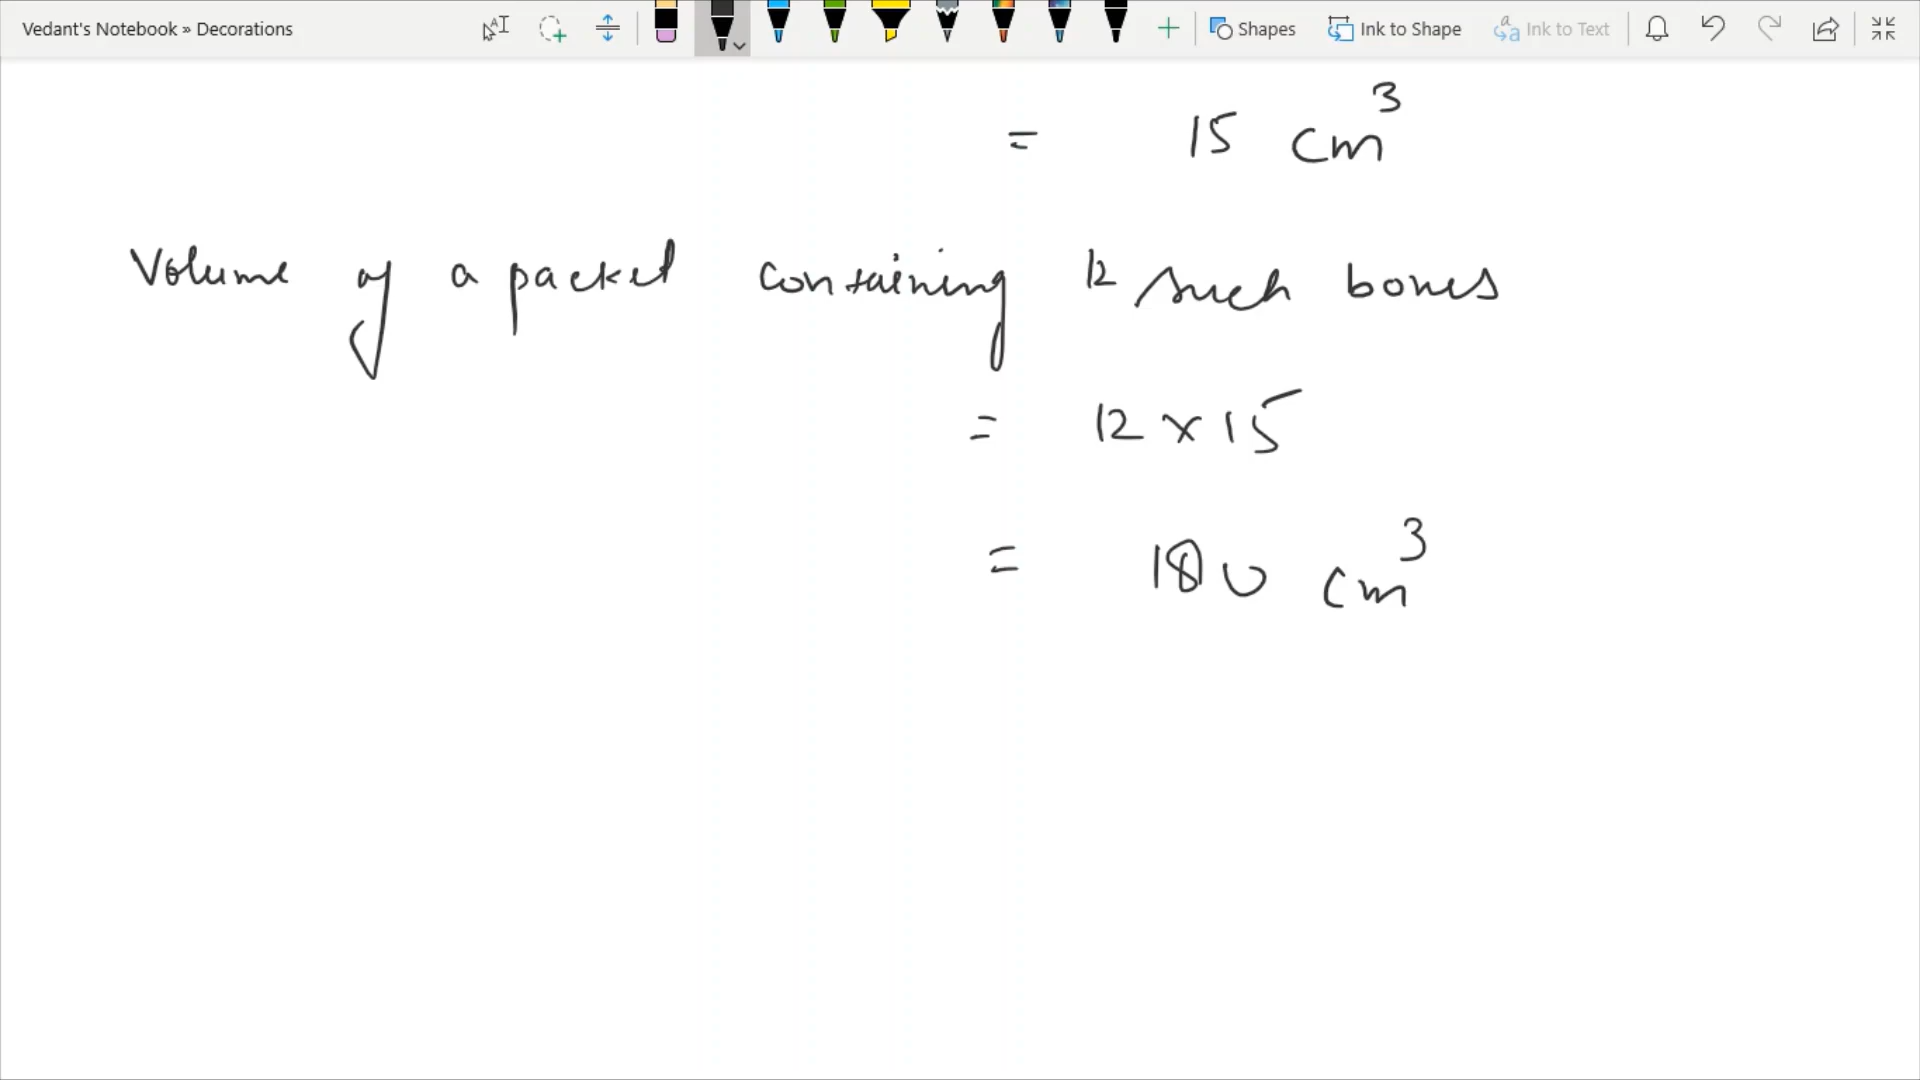 Vedant's Notebook » Decorations
Shapes
Ink to Shape
Ink to Text
= 15 cm³
Volume of a packet containing 12 such boxes
= 12 × 15
= 180 cm³